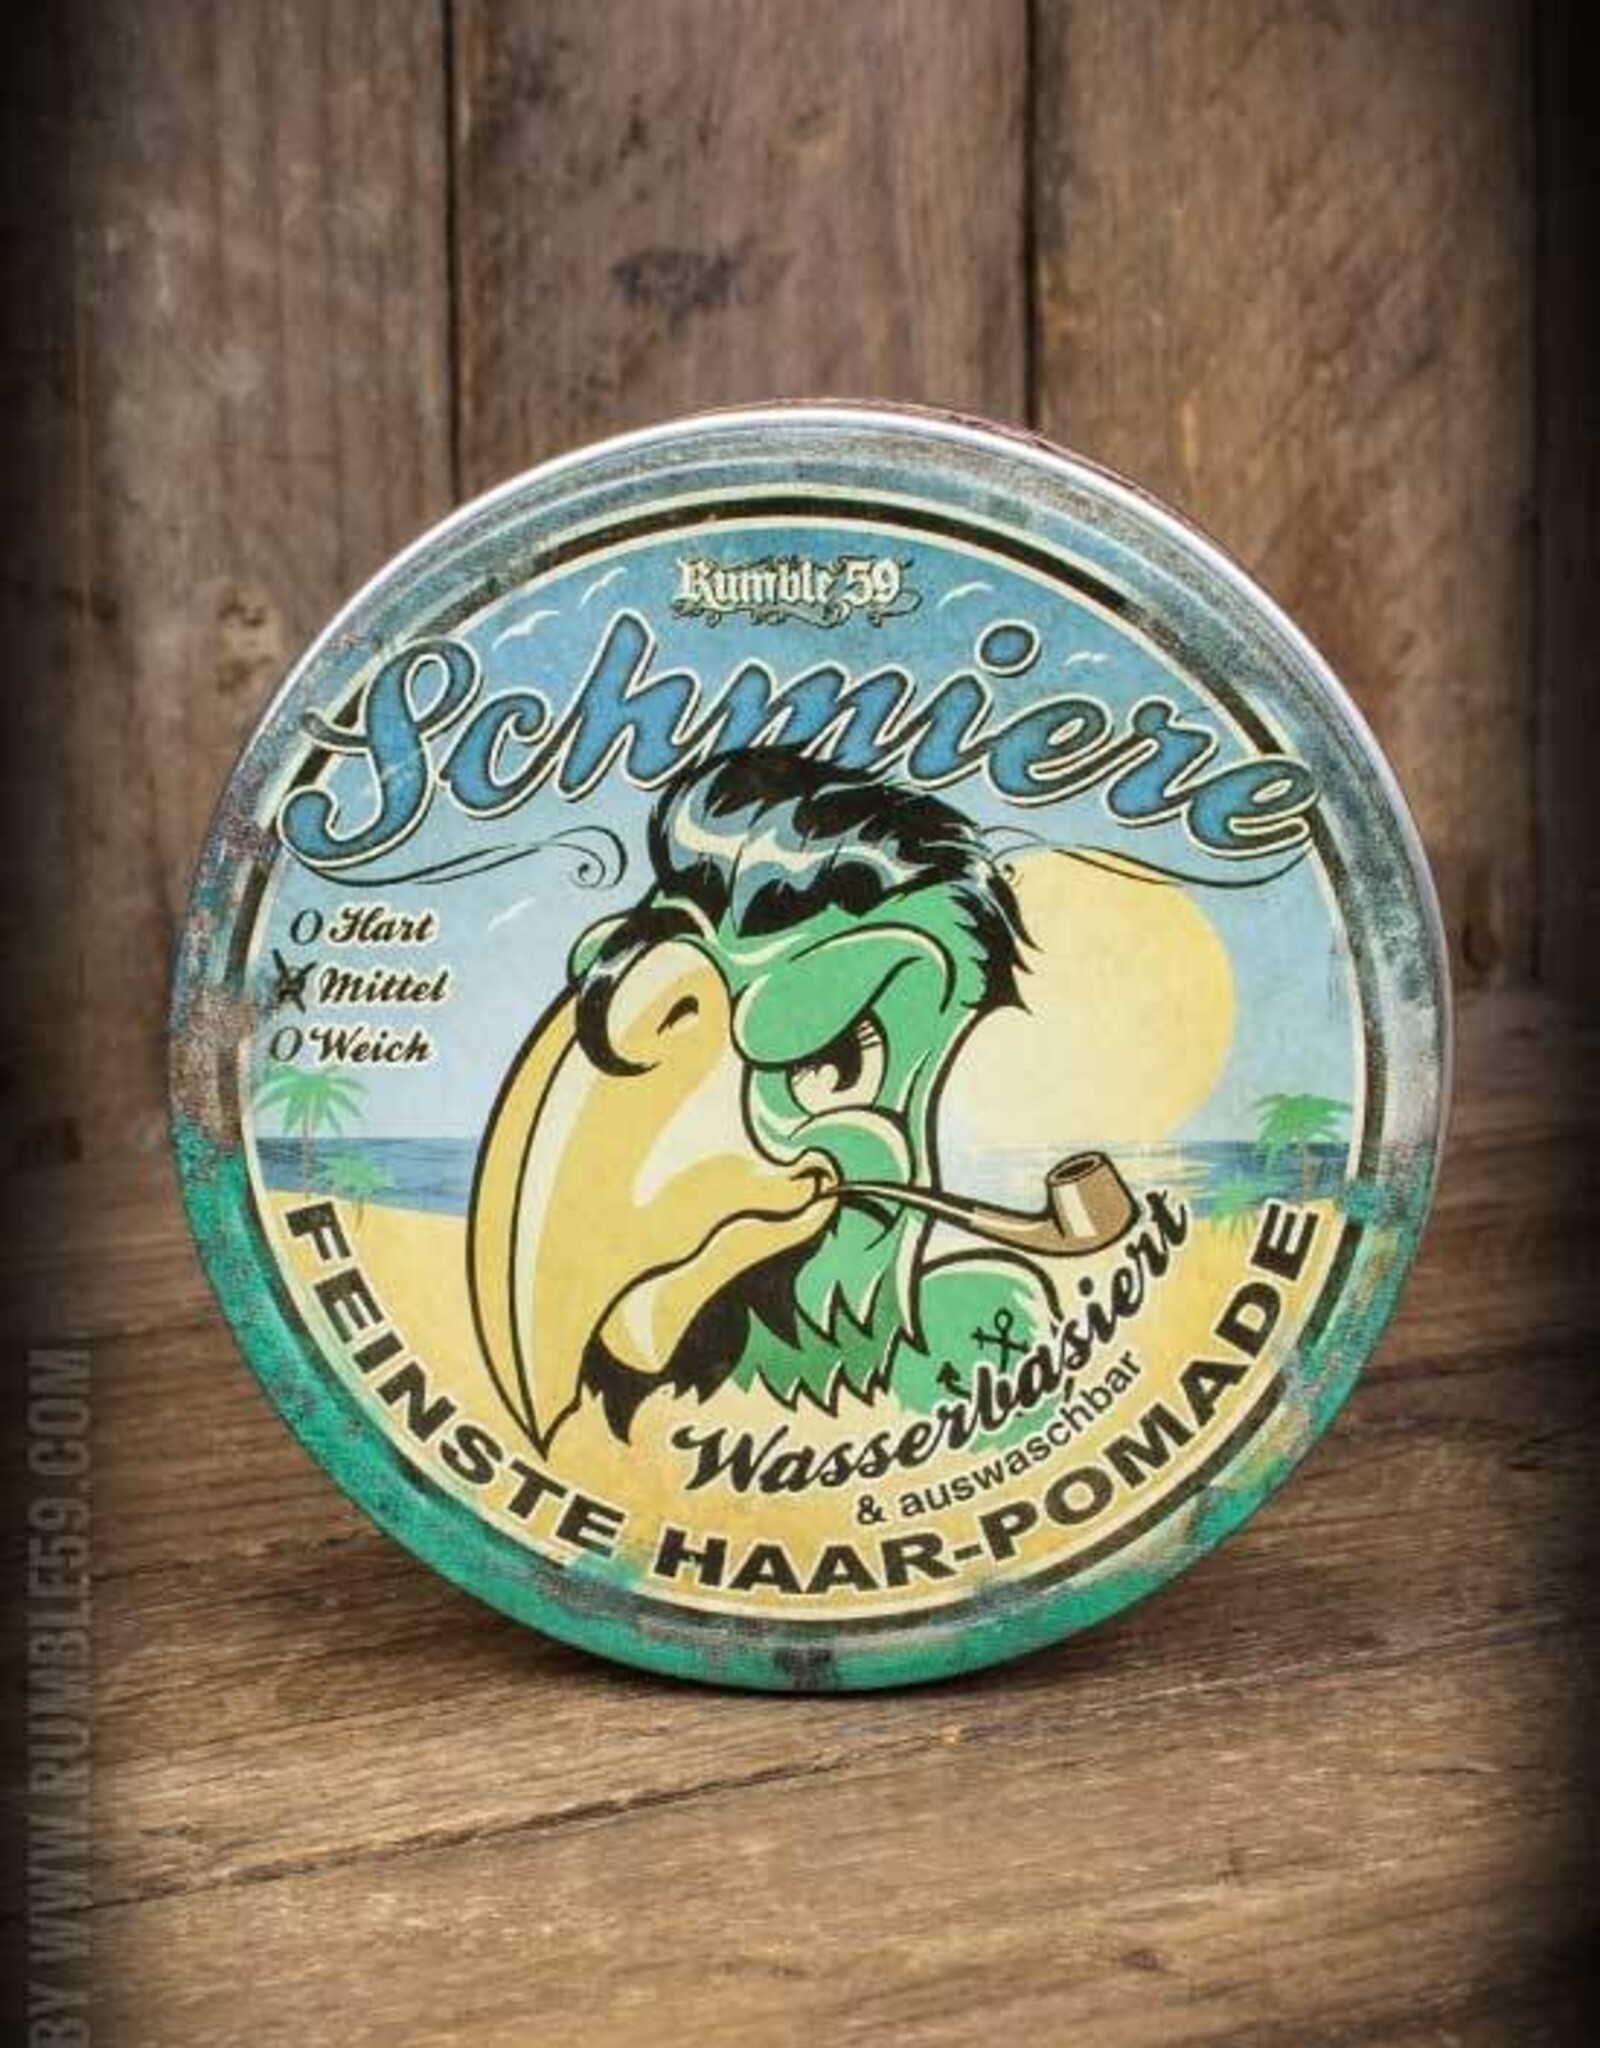 Rumble 59
Schmiere
O Hart
X Mittel
O Weich
Wasserbasiert
& auswaschbar
FEINSTE HAAR-POMADE
BY WWW.RUMBLE59.COM